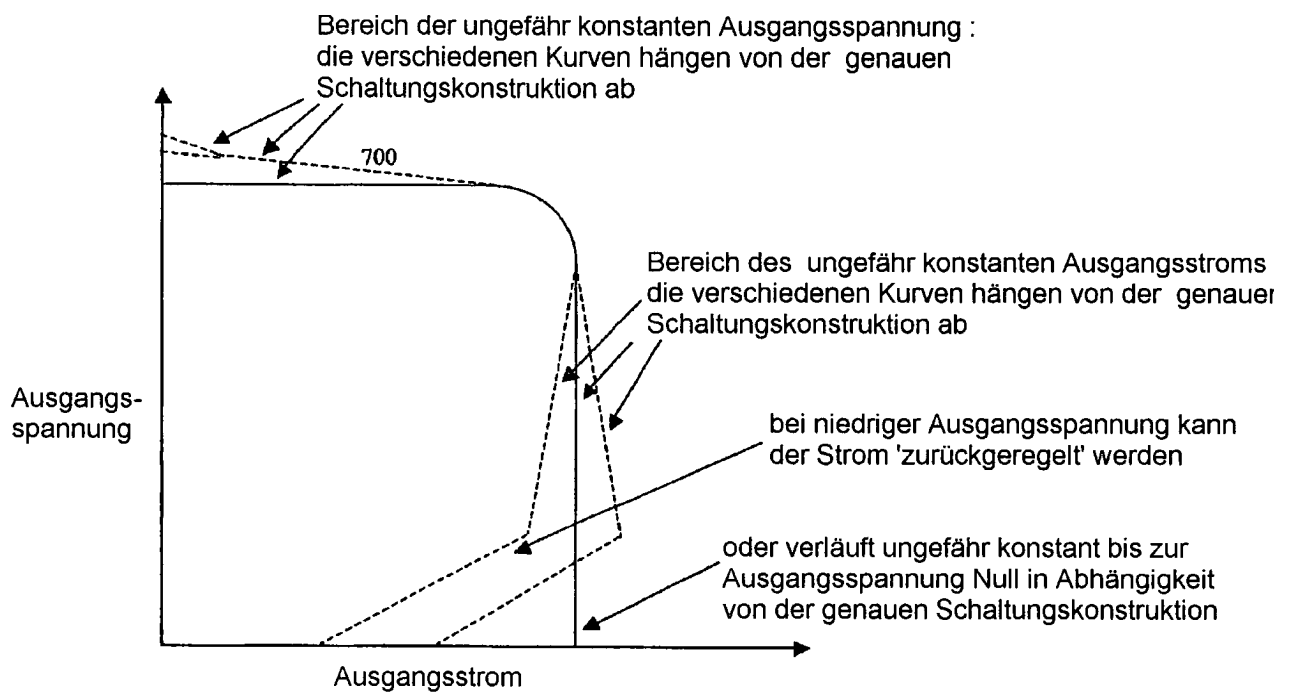 Bereich der ungefähr konstanten Ausgangsspannung :
die verschiedenen Kurven hängen von der genauen
Schaltungskonstruktion ab
700
Bereich des ungefähr konstanten Ausgangsstroms
die verschiedenen Kurven hängen von der genauer
Schaltungskonstruktion ab
Ausgangs-
spannung
bei niedriger Ausgangsspannung kann
der Strom 'zurückgeregelt' werden
oder verläuft ungefähr konstant bis zur
Ausgangsspannung Null in Abhängigkeit
von der genauen Schaltungskonstruktion
Ausgangsstrom